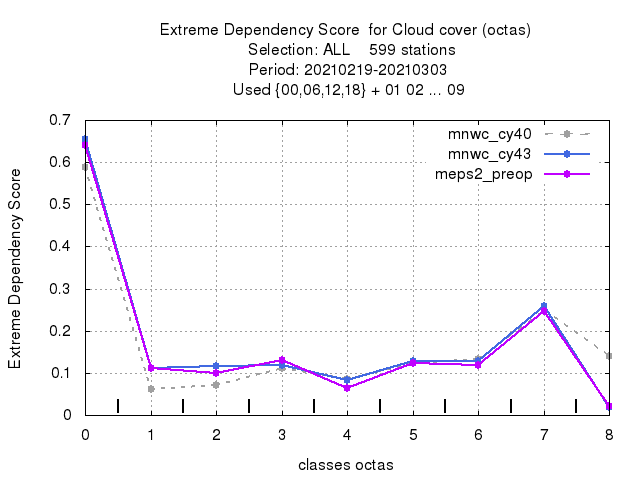 Extreme Dependency Score  for Cloud cover (octas)
Selection: ALL    599 stations
Period: 20210219-20210303
Used {00,06,12,18} + 01 02 ... 09
mnwc_cy40
mnwc_cy43
meps2_preop
Extreme Dependency Score
0.7
0.6
0.5
0.4
0.3
0.2
0.1
0
0 1 2 3 4 5 6 7 8
classes octas